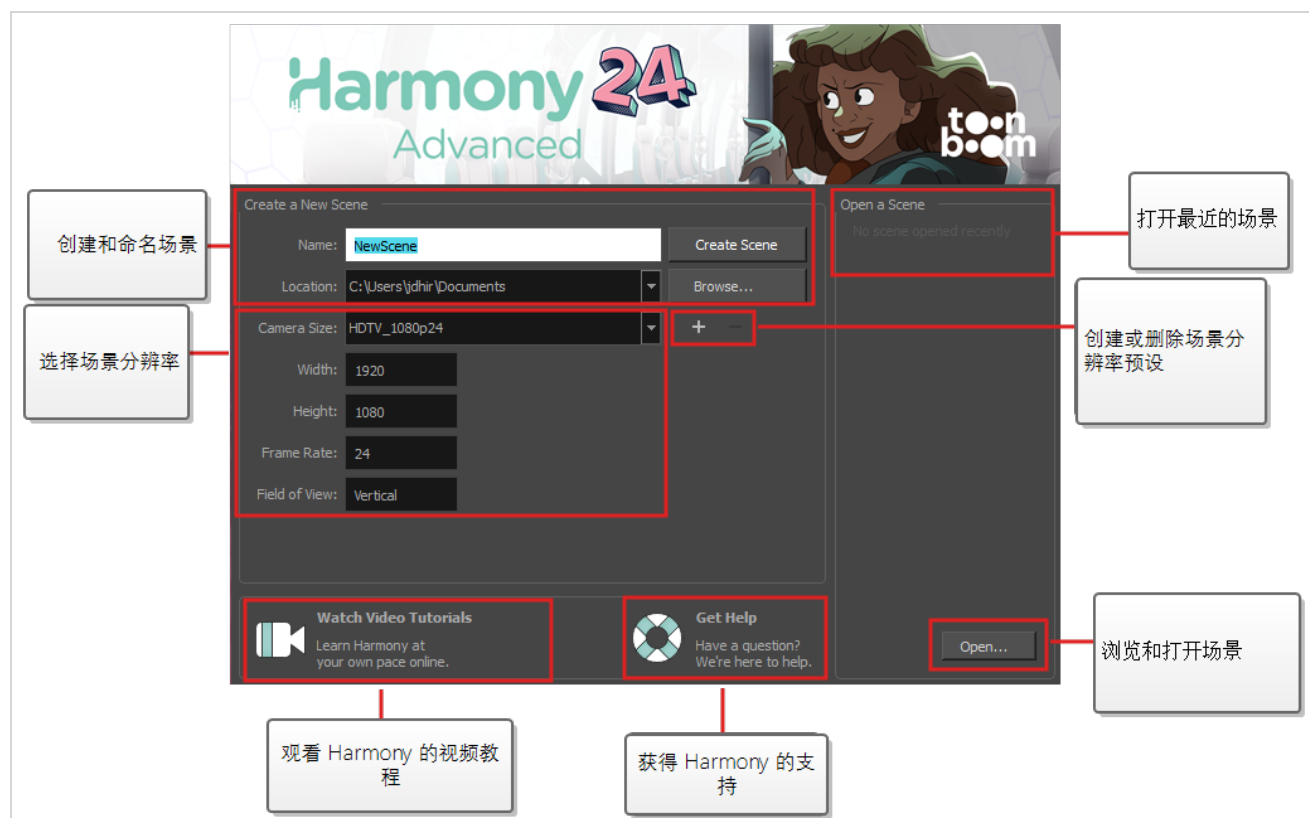 Harmony 24
Advanced
toon
boom
创建和命名场景
选择场景分辨率
Create a New Scene
Name: NewScene Create Scene
Location: C:\Users\jdhir\Documents Browse...
Camera Size: HDTV_1080p24 + −
Width: 1920
Height: 1080
Frame Rate: 24
Field of View: Vertical
Open a Scene
No scene opened recently
打开最近的场景
创建或删除场景分
辨率预设
Watch Video Tutorials
Learn Harmony at
your own pace online.
Get Help
Have a question?
We're here to help.
Open...
浏览和打开场景
观看 Harmony 的视频教
程
获得 Harmony 的支
持